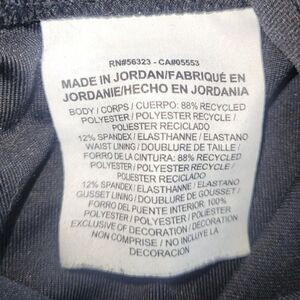 RN#56323 - CA#05553
MADE IN JORDAN/FABRIQUÉ EN
JORDANIE/HECHO EN JORDANIA
BODY / CORPS / CUERPO: 88% RECYCLED
POLYESTER / POLYESTER RECYCLÉ /
POLIESTER RECICLADO
12% SPANDEX / ELASTHANNE / ELASTANO
WAIST LINING / DOUBLURE DE TAILLE /
FORRO DE LA CINTURA: 88% RECYCLED
POLYESTER / POLYESTER RECYCLÉ /
POLIESTER RECICLADO
12% SPANDEX / ELASTHANNE / ELASTANO
GUSSET LINING / DOUBLURE DE GOUSSET /
FORRO DEL PUENTE INTERIOR: 100%
POLYESTER / POLYESTER / POLIESTER
EXCLUSIVE OF DECORATION / DÉCORATION
NON COMPRISE / NO INCLUYE LA
DECORACIÓN